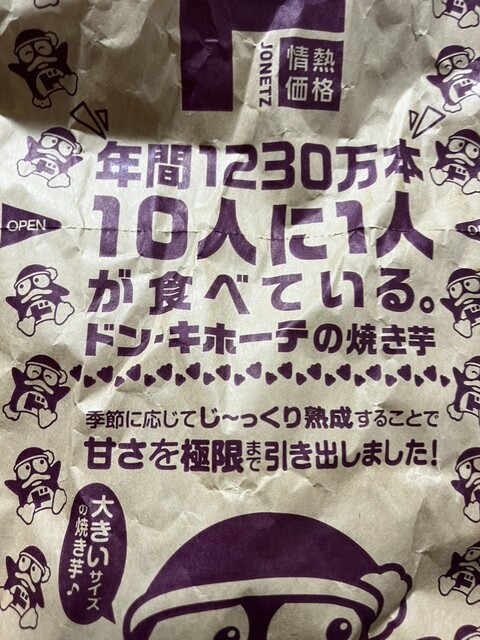 JONETZ
情熱
価格
年間1230万本
10人に1人
が食べている。
ドン・キホーテの焼き芋
OPEN
季節に応じてじ～っくり熟成することで
甘さを極限まで引き出しました！
大きいサイズ
の焼き芋♪